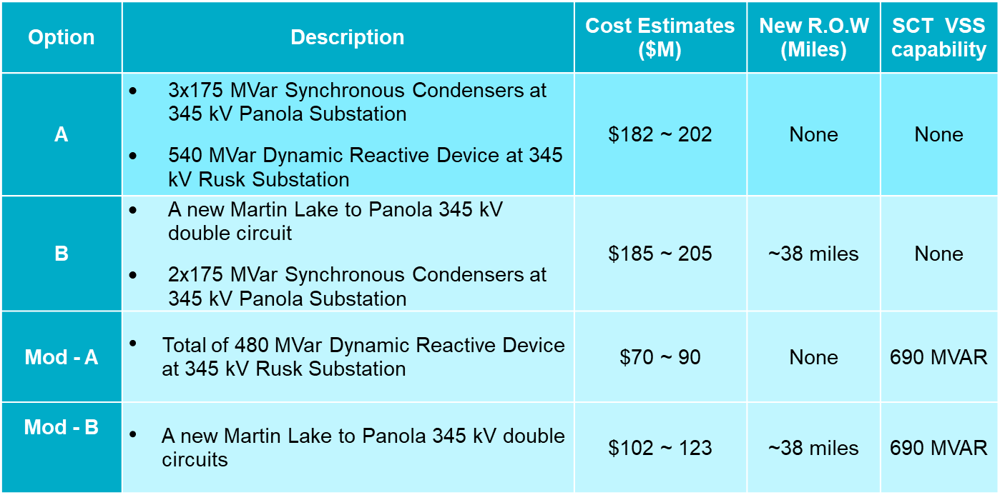 Option
Description
Cost Estimates
($M)
New R.O.W
(Miles)
SCT VSS
capability
A
• 3x175 MVar Synchronous Condensers at
345 kV Panola Substation
• 540 MVar Dynamic Reactive Device at 345
kV Rusk Substation
$182 ~ 202
None
None
B
• A new Martin Lake to Panola 345 kV
double circuit
• 2x175 MVar Synchronous Condensers at
345 kV Panola Substation
$185 ~ 205
~38 miles
None
Mod - A
• Total of 480 MVar Dynamic Reactive Device
at 345 kV Rusk Substation
$70 ~ 90
None
690 MVAR
Mod - B
• A new Martin Lake to Panola 345 kV double
circuits
$102 ~ 123
~38 miles
690 MVAR